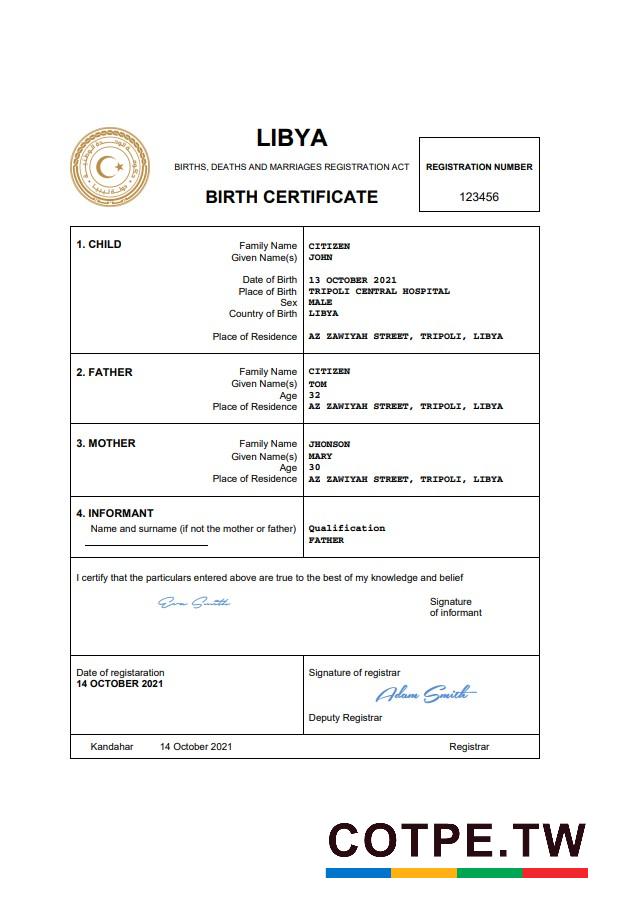 LIBYA
BIRTHS, DEATHS AND MARRIAGES REGISTRATION ACT
BIRTH CERTIFICATE
REGISTRATION NUMBER
123456
1. CHILD
Family Name CITIZEN
Given Name(s) JOHN
Date of Birth 13 OCTOBER 2021
Place of Birth TRIPOLI CENTRAL HOSPITAL
Sex MALE
Country of Birth LIBYA
Place of Residence AZ ZAWIYAH STREET, TRIPOLI, LIBYA
2. FATHER
Family Name CITIZEN
Given Name(s) TOM
Age 32
Place of Residence AZ ZAWIYAH STREET, TRIPOLI, LIBYA
3. MOTHER
Family Name JHONSON
Given Name(s) MARY
Age 30
Place of Residence AZ ZAWIYAH STREET, TRIPOLI, LIBYA
4. INFORMANT
Name and surname (if not the mother or father) Qualification
FATHER
I certify that the particulars entered above are true to the best of my knowledge and belief
Eva Smith
Signature
of informant
Date of registaration
14 OCTOBER 2021
Signature of registrar
Adam Smith
Deputy Registrar
Kandahar 14 October 2021 Registrar
COTPE.TW